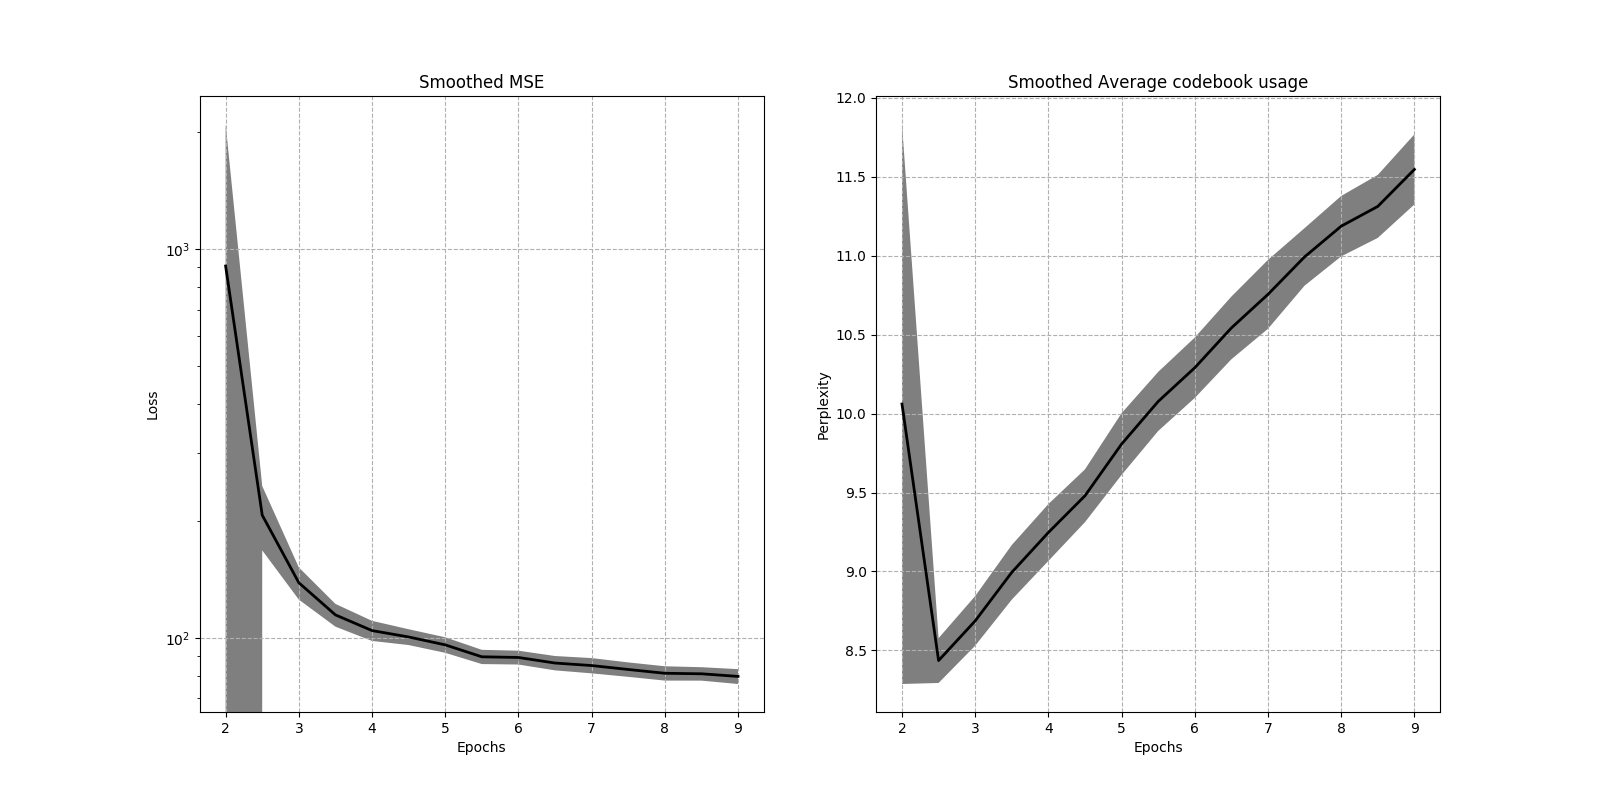 Smoothed MSE
Loss
10³
10²
2 3 4 5 6 7 8 9
Epochs
Smoothed Average codebook usage
Perplexity
12.0
11.5
11.0
10.5
10.0
9.5
9.0
8.5
2 3 4 5 6 7 8 9
Epochs